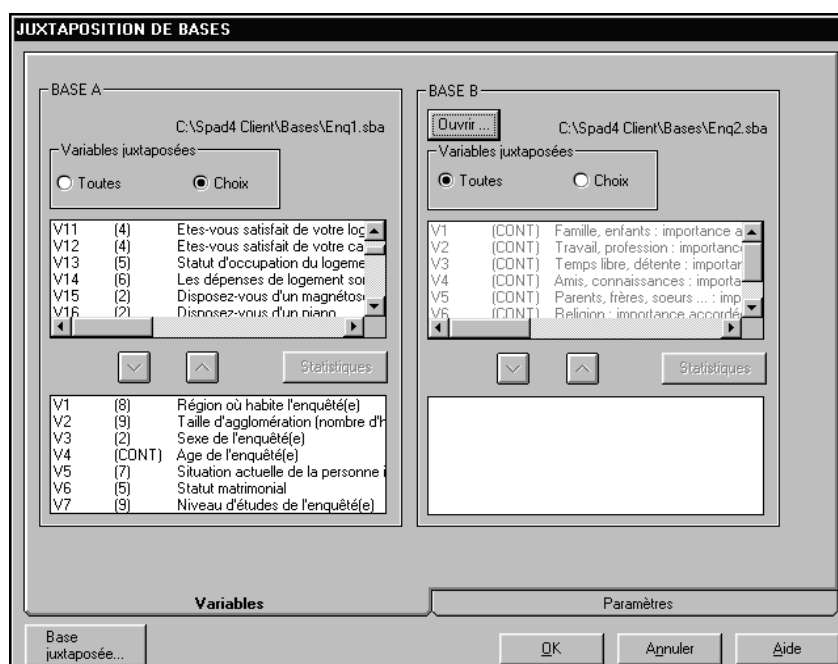 JUXTAPOSITION DE BASES
BASE A
C:\Spad4 Client\Bases\Enq1.sba
Variables juxtaposées
Toutes
Choix
V11 (4) Etes-vous satisfait de votre log
V12 (4) Etes-vous satisfait de votre ca
V13 (5) Statut d'occupation du logeme
V14 (6) Les dépenses de logement sor
V15 (2) Disposez-vous d'un magnétos
V16 (2) Disposez-vous d'un piano
Statistiques
V1 (8) Région où habite l'enquêté(e)
V2 (9) Taille d'agglomération (nombre d'h
V3 (2) Sexe de l'enquêté(e)
V4 (CONT) Age de l'enquêté(e)
V5 (7) Situation actuelle de la personne i
V6 (5) Statut matrimonial
V7 (9) Niveau d'études de l'enquêté(e)
BASE B
Ouvrir ...
C:\Spad4 Client\Bases\Enq2.sba
Variables juxtaposées
Toutes
Choix
V1 (CONT) Famille, enfants : importance a
V2 (CONT) Travail, profession : importanc
V3 (CONT) Temps libre, détente : importar
V4 (CONT) Amis, connaissances : importa
V5 (CONT) Parents, frères, soeurs ... : imp
V6 (CONT) Religion : importance accordé
Statistiques
Variables
Paramètres
Base
juxtaposée...
OK
Annuler
Aide